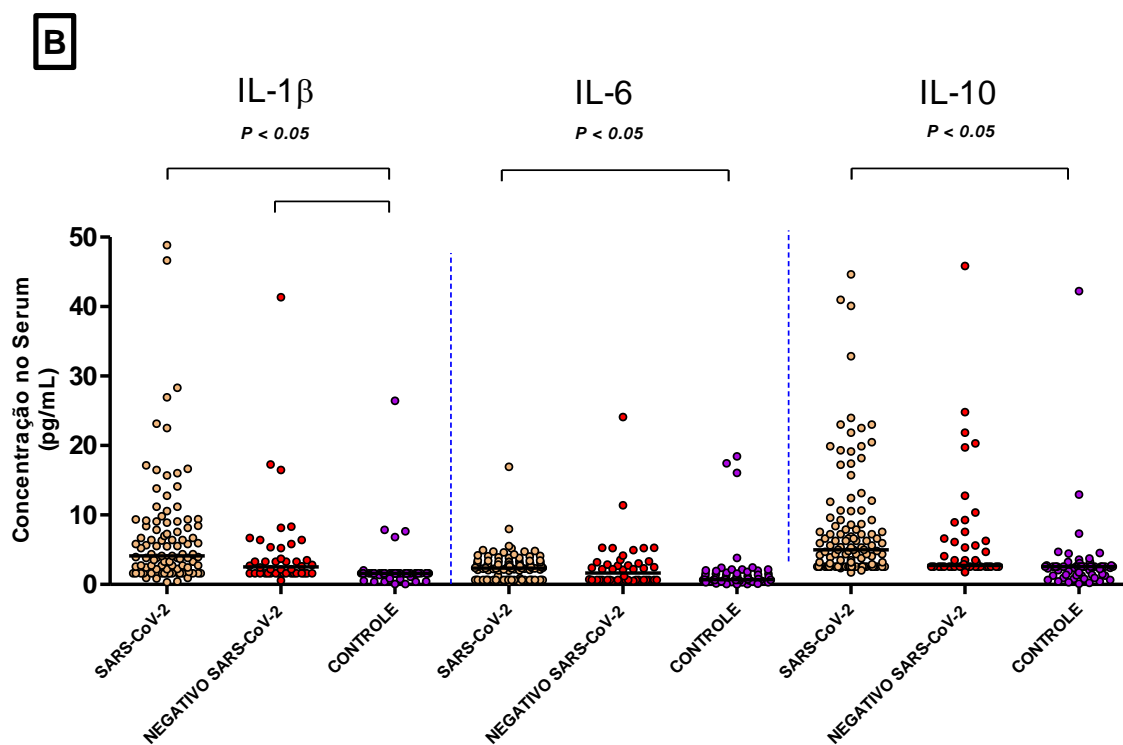 B
IL-1β
IL-6
IL-10
P < 0.05
P < 0.05
P < 0.05
Concentração no Serum
(pg/mL)
50
40
30
20
10
0
SARS-CoV-2
NEGATIVO SARS-CoV-2
CONTROLE
SARS-CoV-2
NEGATIVO SARS-CoV-2
CONTROLE
SARS-CoV-2
NEGATIVO SARS-CoV-2
CONTROLE